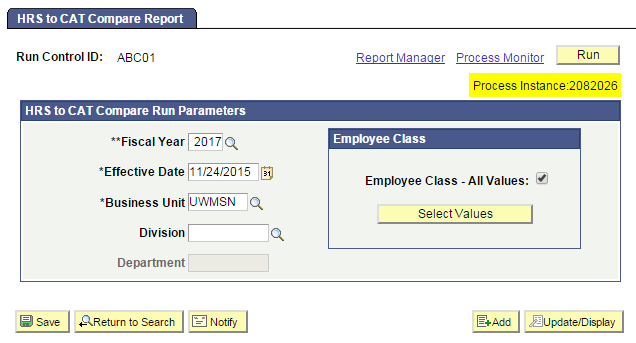 HRS to CAT Compare Report
Run Control ID: ABC01 Report Manager Process Monitor Run
Process Instance:2082026
HRS to CAT Compare Run Parameters
**Fiscal Year 2017
*Effective Date 11/24/2015 31
*Business Unit UWMSN
Division
Department
Employee Class
Employee Class - All Values:
Select Values
Save Return to Search Notify Add Update/Display